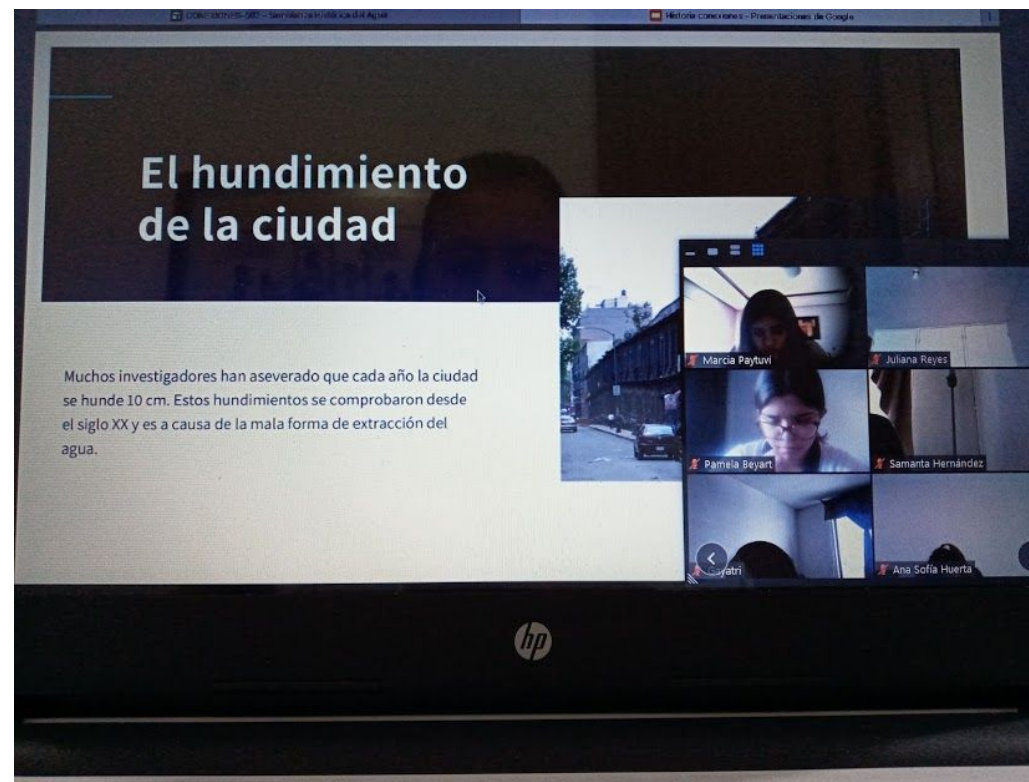 Historia conexiones - Presentaciones de Google
El hundimiento
de la ciudad
Muchos investigadores han aseverado que cada año la ciudad
se hunde 10 cm. Estos hundimientos se comprobaron desde
el siglo XX y es a causa de la mala forma de extracción del
agua.
Marcia Paytuví
Juliana Reyes
Pamela Beyart
Samanta Hernández
Ana Sofía Huerta
hp